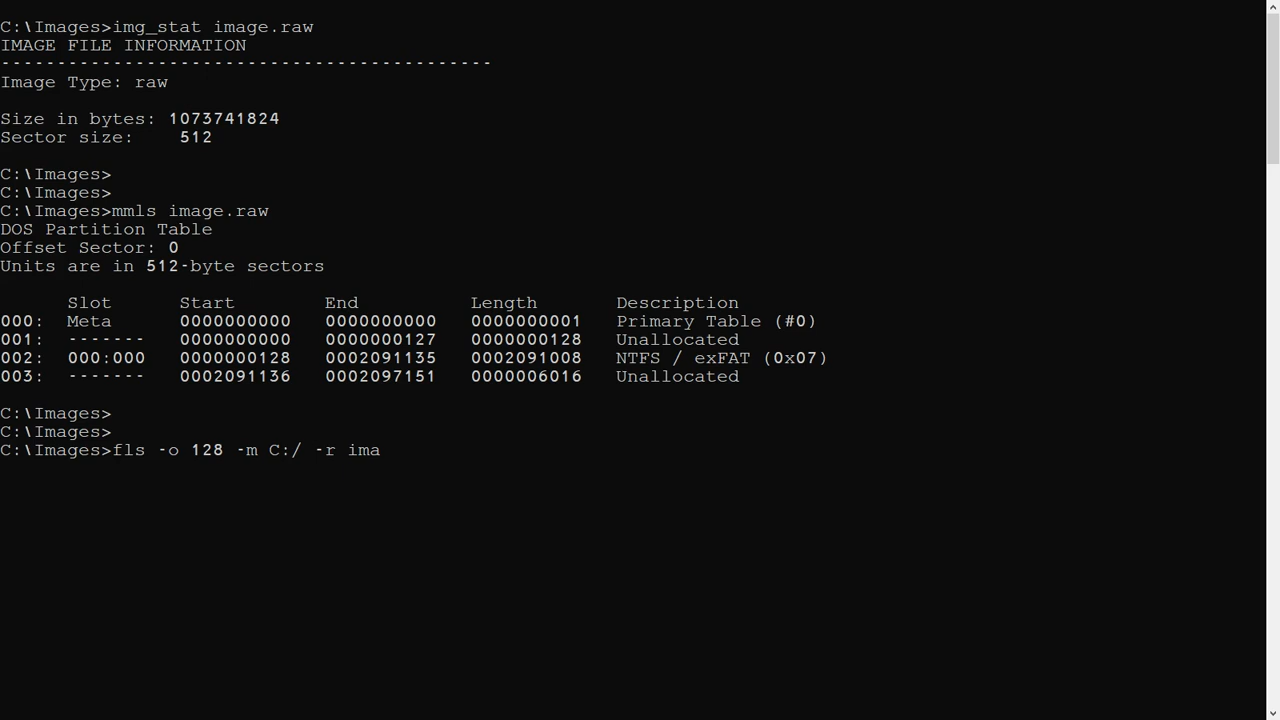 C:\Images>img_stat image.raw
IMAGE FILE INFORMATION
--------------------------------------------
Image Type: raw
Size in bytes: 1073741824
Sector size:    512
C:\Images>
C:\Images>
C:\Images>mmls image.raw
DOS Partition Table
Offset Sector: 0
Units are in 512-byte sectors
      Slot      Start        End          Length       Description
000:  Meta      0000000000   0000000000   0000000001   Primary Table (#0)
001:  -------   0000000000   0000000127   0000000128   Unallocated
002:  000:000   0000000128   0002091135   0002091008   NTFS / exFAT (0x07)
003:  -------   0002091136   0002097151   0000006016   Unallocated
C:\Images>
C:\Images>
C:\Images>fls -o 128 -m C:/ -r ima